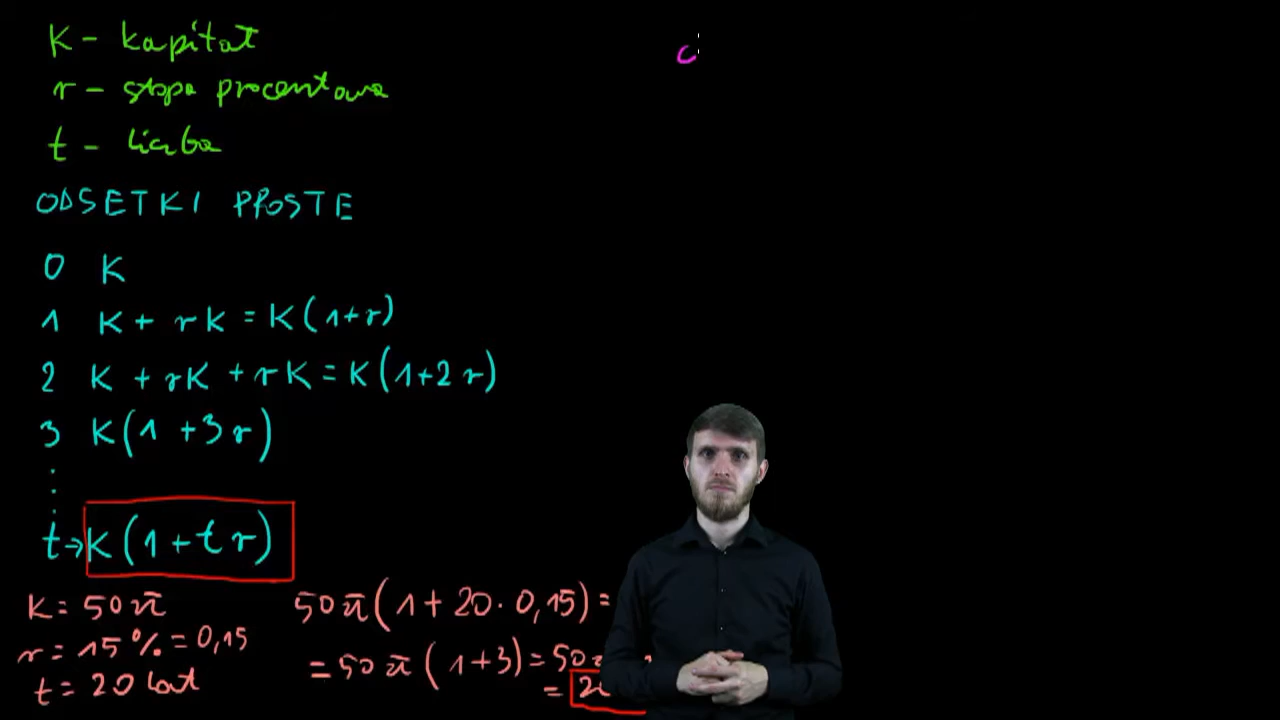 K - kapitał
r - stopa procentowa
t - liczba
ODSETKI PROSTE
0 K
1 K + rK = K(1+r)
2 K + rK + rK = K(1+2r)
3 K(1+3r)
⋮
t → K(1+tr)
K = 50 zł
r = 15% = 0,15
t = 20 lat
50 zł (1 + 20 · 0,15) =
= 50 zł (1+3) = 50
=